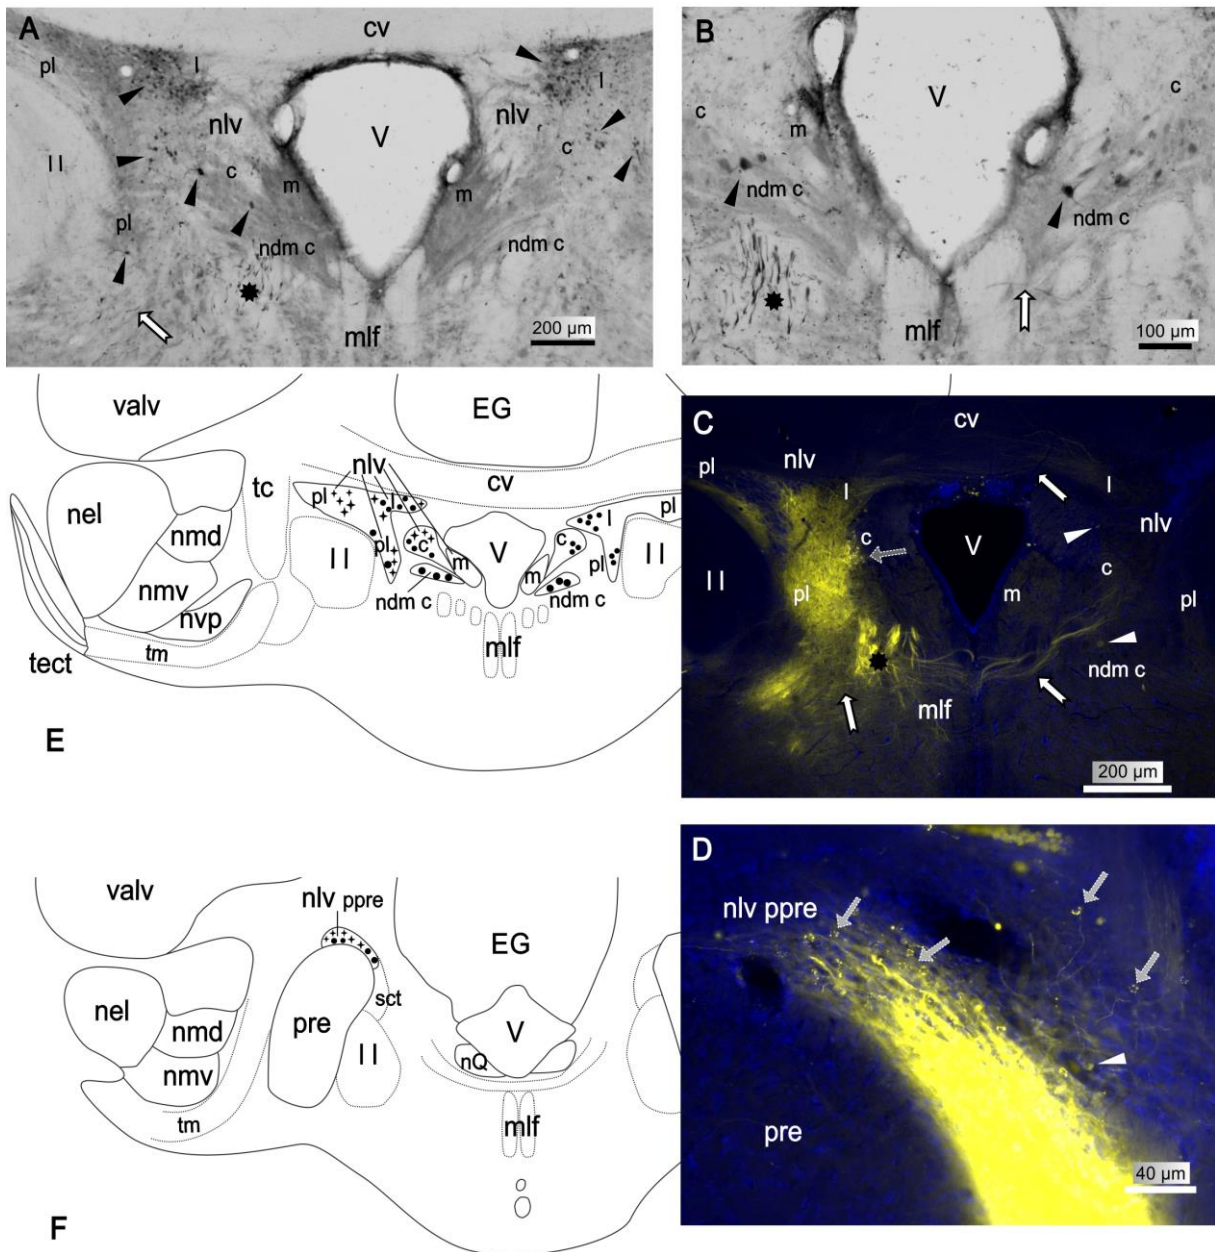 A
cv
pl
l
l
nlv
V
nlv
c
c
ll
m
m
pl
ndm c
ndm c
mlf
200 µm
B
V
c
c
m
ndm c
ndm c
mlf
100 µm
valv
EG
nlv
cv
tc
pl
l
l
pl
nel
nmd
ll
pl
c
m
V
m
c
pl
ll
nmv
ndm c
ndm c
nvp
tm
mlf
tect
E
C
cv
pl
nlv
l
l
nlv
c
V
c
ll
pl
m
pl
ndm c
mlf
200 µm
valv
nlv ppre
EG
sct
nel
nmd
pre
V
nmv
ll
nQ
tm
mlf
F
D
nlv ppre
pre
40 µm